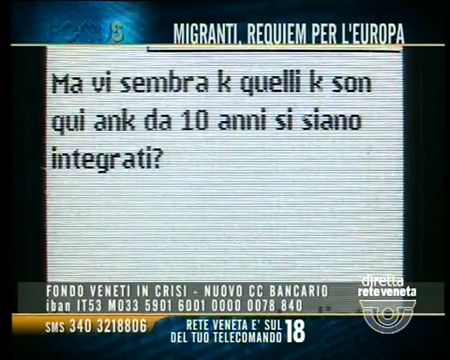 FOCUS
MIGRANTI, REQUIEM PER L'EUROPA
Ma vi sembra k quelli k son
qui ank da 10 anni si siano
integrati?
FONDO VENETI IN CRISI - NUOVO CC BANCARIO
iban IT53 M033 5901 6001 0000 0078 840
diretta
reteveneta
SMS 340 3218806
RETE VENETA E' SUL
DEL TUO TELECOMANDO 18